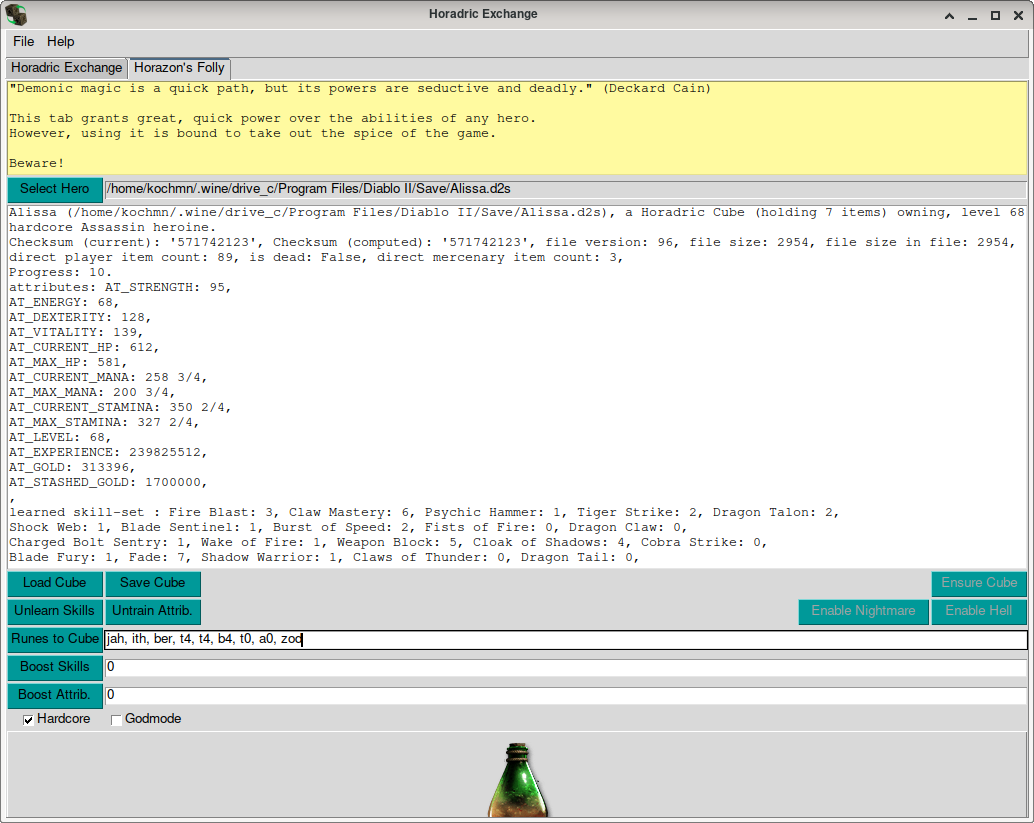 Horadric Exchange
File Help
Horadric Exchange Horazon's Folly
"Demonic magic is a quick path, but its powers are seductive and deadly." (Deckard Cain)
This tab grants great, quick power over the abilities of any hero.
However, using it is bound to take out the spice of the game.
Beware!
Select Hero /home/kochmn/.wine/drive_c/Program Files/Diablo II/Save/Alissa.d2s
Alissa (/home/kochmn/.wine/drive_c/Program Files/Diablo II/Save/Alissa.d2s), a Horadric Cube (holding 7 items) owning, level 68
hardcore Assassin heroine.
Checksum (current): '571742123', Checksum (computed): '571742123', file version: 96, file size: 2954, file size in file: 2954,
direct player item count: 89, is dead: False, direct mercenary item count: 3,
Progress: 10.
attributes: AT_STRENGTH: 95,
AT_ENERGY: 68,
AT_DEXTERITY: 128,
AT_VITALITY: 139,
AT_CURRENT_HP: 612,
AT_MAX_HP: 581,
AT_CURRENT_MANA: 258 3/4,
AT_MAX_MANA: 200 3/4,
AT_CURRENT_STAMINA: 350 2/4,
AT_MAX_STAMINA: 327 2/4,
AT_LEVEL: 68,
AT_EXPERIENCE: 239825512,
AT_GOLD: 313396,
AT_STASHED_GOLD: 1700000,
,
learned skill-set : Fire Blast: 3, Claw Mastery: 6, Psychic Hammer: 1, Tiger Strike: 2, Dragon Talon: 2,
Shock Web: 1, Blade Sentinel: 1, Burst of Speed: 2, Fists of Fire: 0, Dragon Claw: 0,
Charged Bolt Sentry: 1, Wake of Fire: 1, Weapon Block: 5, Cloak of Shadows: 4, Cobra Strike: 0,
Blade Fury: 1, Fade: 7, Shadow Warrior: 1, Claws of Thunder: 0, Dragon Tail: 0,
Load Cube Save Cube Ensure Cube
Unlearn Skills Untrain Attrib. Enable Nightmare Enable Hell
Runes to Cube jah, ith, ber, t4, t4, b4, t0, a0, zod
Boost Skills 0
Boost Attrib. 0
Hardcore Godmode